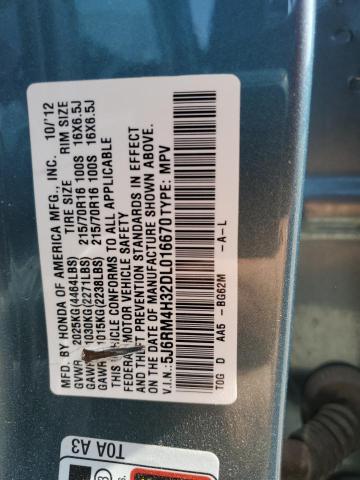 MFD. BY HONDA OF AMERICA MFG., INC. 10/'12
TIRE SIZE RIM SIZE
GVWR 2025KG(4464LBS)
GAWR 1030KG(2271LBS) 215/70R16 100S 16X6.5J
GAWR 1015KG(2238LBS) 215/70R16 100S 16X6.5J
THIS VEHICLE CONFORMS TO ALL APPLICABLE
FEDERAL MOTOR VEHICLE SAFETY
AND THEFT PREVENTION STANDARDS IN EFFECT
ON THE DATE OF MANUFACTURE SHOWN ABOVE.
V.I.N.: 5J6RM4H32DL016670 TYPE: MPV
T0G D AA5 -BG62M -A-L
T0A A3